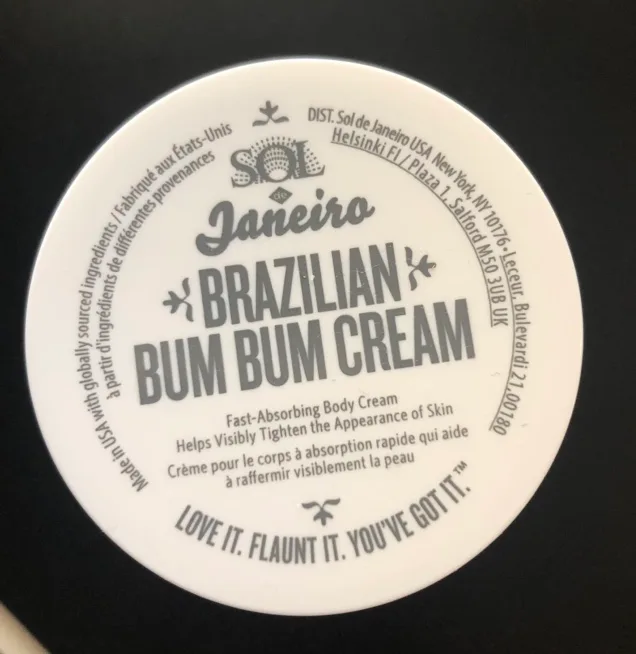 SOL
de
Janeiro
BRAZILIAN
BUM BUM CREAM
Fast-Absorbing Body Cream
Helps Visibly Tighten the Appearance of Skin
Crème pour le corps à absorption rapide qui aide
à raffermir visiblement la peau
LOVE IT. FLAUNT IT. YOU'VE GOT IT.™
Made in USA with globally sourced ingredients / Fabriqué aux États-Unis
à partir d'ingrédients de différentes provenances
DIST. Sol de Janeiro USA New York, NY 10176 • Leceur, Bulevardi 21, 00180
Helsinki FI / Plaza 1, Salford M50 3UB UK